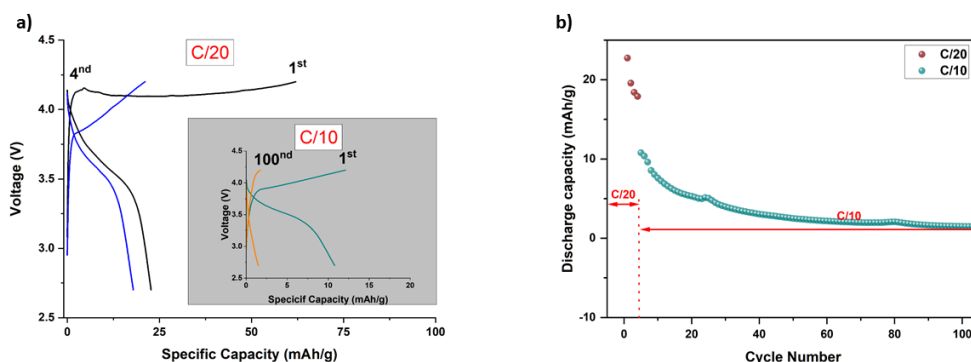 a)
C/20
4nd
1st
4.5
4.0
3.5
3.0
2.5
Voltage (V)
0
25
50
75
100
Specific Capacity (mAh/g)
C/10
100nd
1st
4.5
4.0
3.5
3.0
2.5
Voltage (V)
0
5
10
15
20
Specicif Capacity (mAh/g)
b)
C/20
C/10
20
10
0
-10
Discharge capacity (mAh/g)
C/20
C/10
0
20
40
60
80
100
Cycle Number